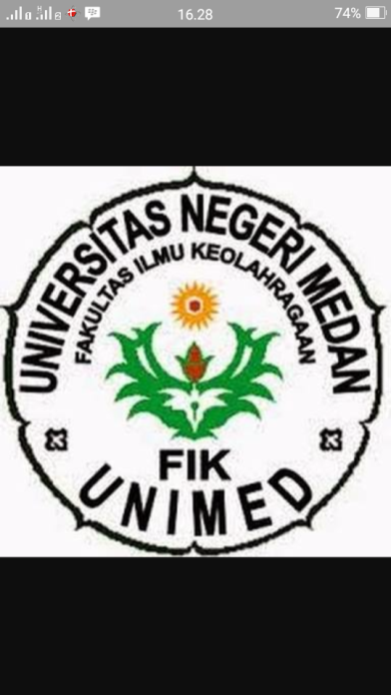 16.28
74%
UNIVERSITAS NEGERI MEDAN
FAKULTAS ILMU KEOLAHRAGAAN
FIK
UNIMED